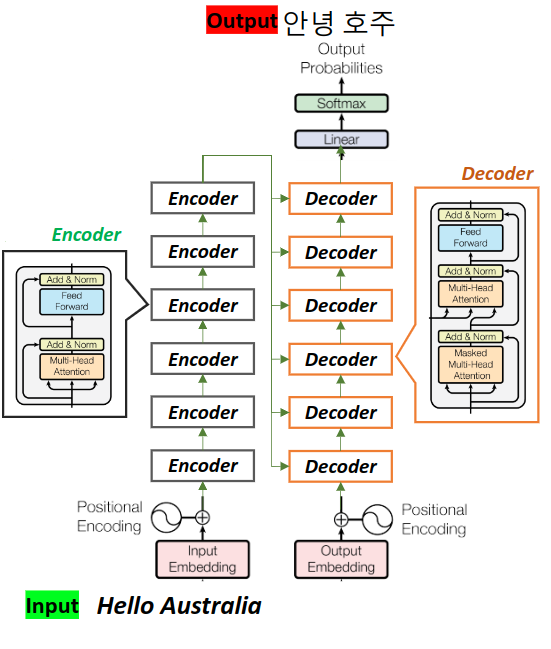 Output 안녕 호주
Output
Probabilities
Softmax
Linear
Decoder
Encoder
Decoder
Encoder
Encoder
Decoder
Add & Norm
Feed
Forward
Add & Norm
Multi-Head
Attention
Add & Norm
Masked
Multi-Head
Attention
Add & Norm
Feed
Forward
Add & Norm
Multi-Head
Attention
Encoder
Decoder
Encoder
Decoder
Encoder
Decoder
Encoder
Decoder
Positional
Encoding
Positional
Encoding
Input
Embedding
Output
Embedding
Input Hello Australia